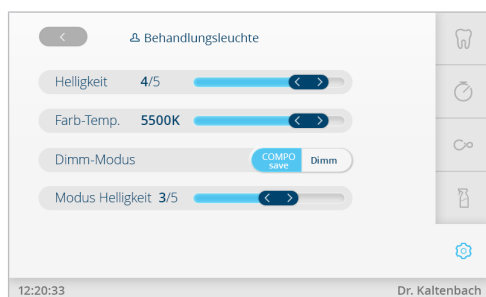 Behandlungsleuchte
Helligkeit 4/5
Farb-Temp. 5500K
Dimm-Modus COMPO save Dimm
Modus Helligkeit 3/5
12:20:33 Dr. Kaltenbach